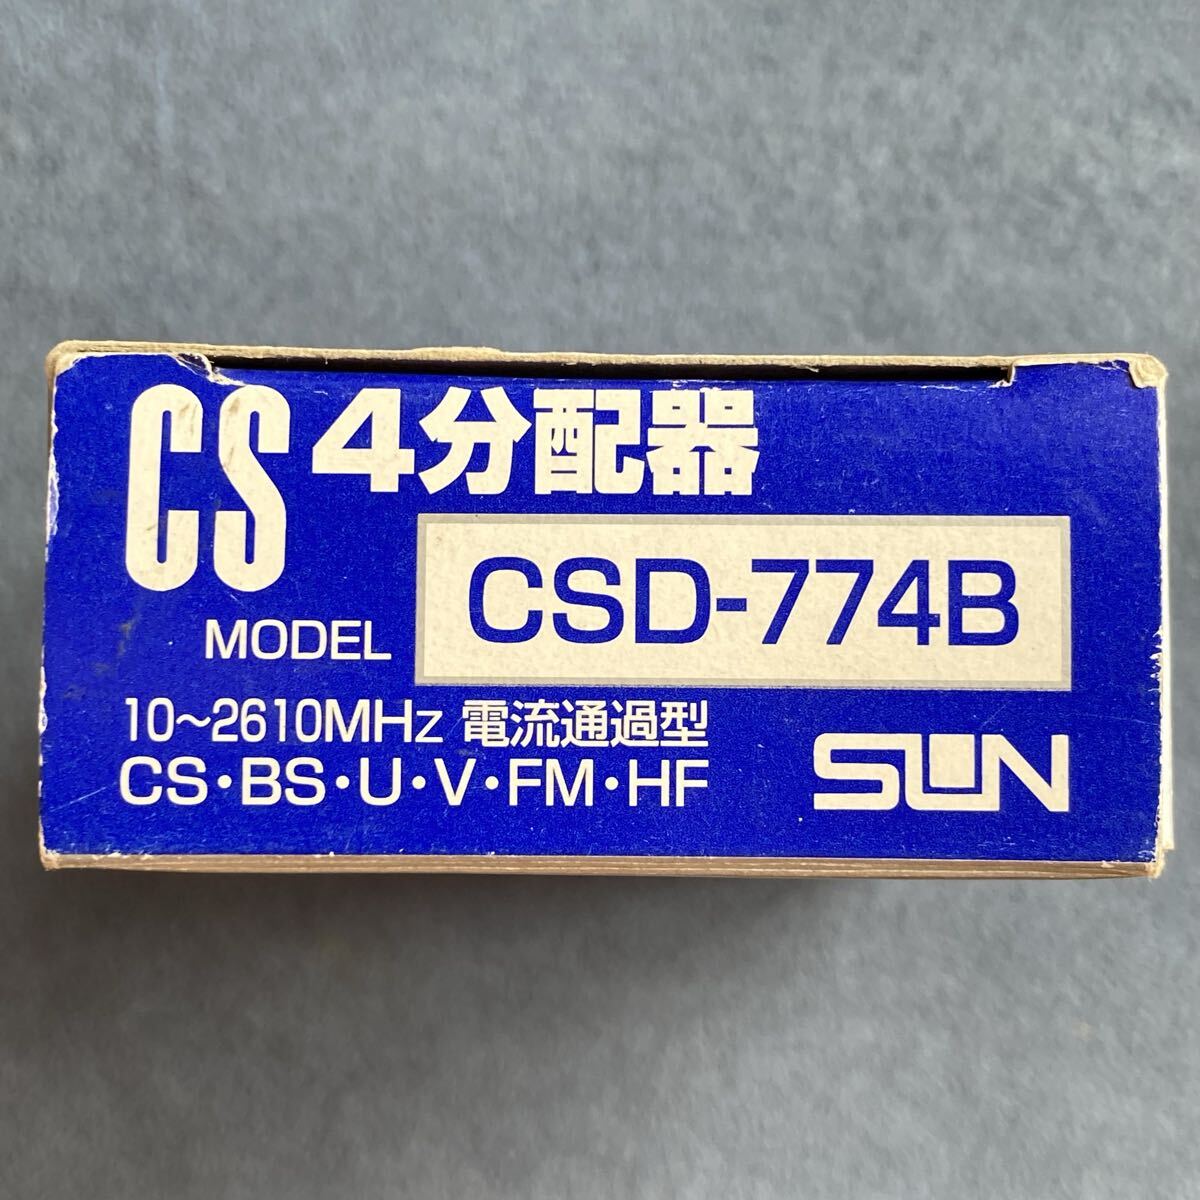 CS 4分配器
MODEL CSD-774B
10~2610MHz 電流通過型
CS・BS・U・V・FM・HF
SUN